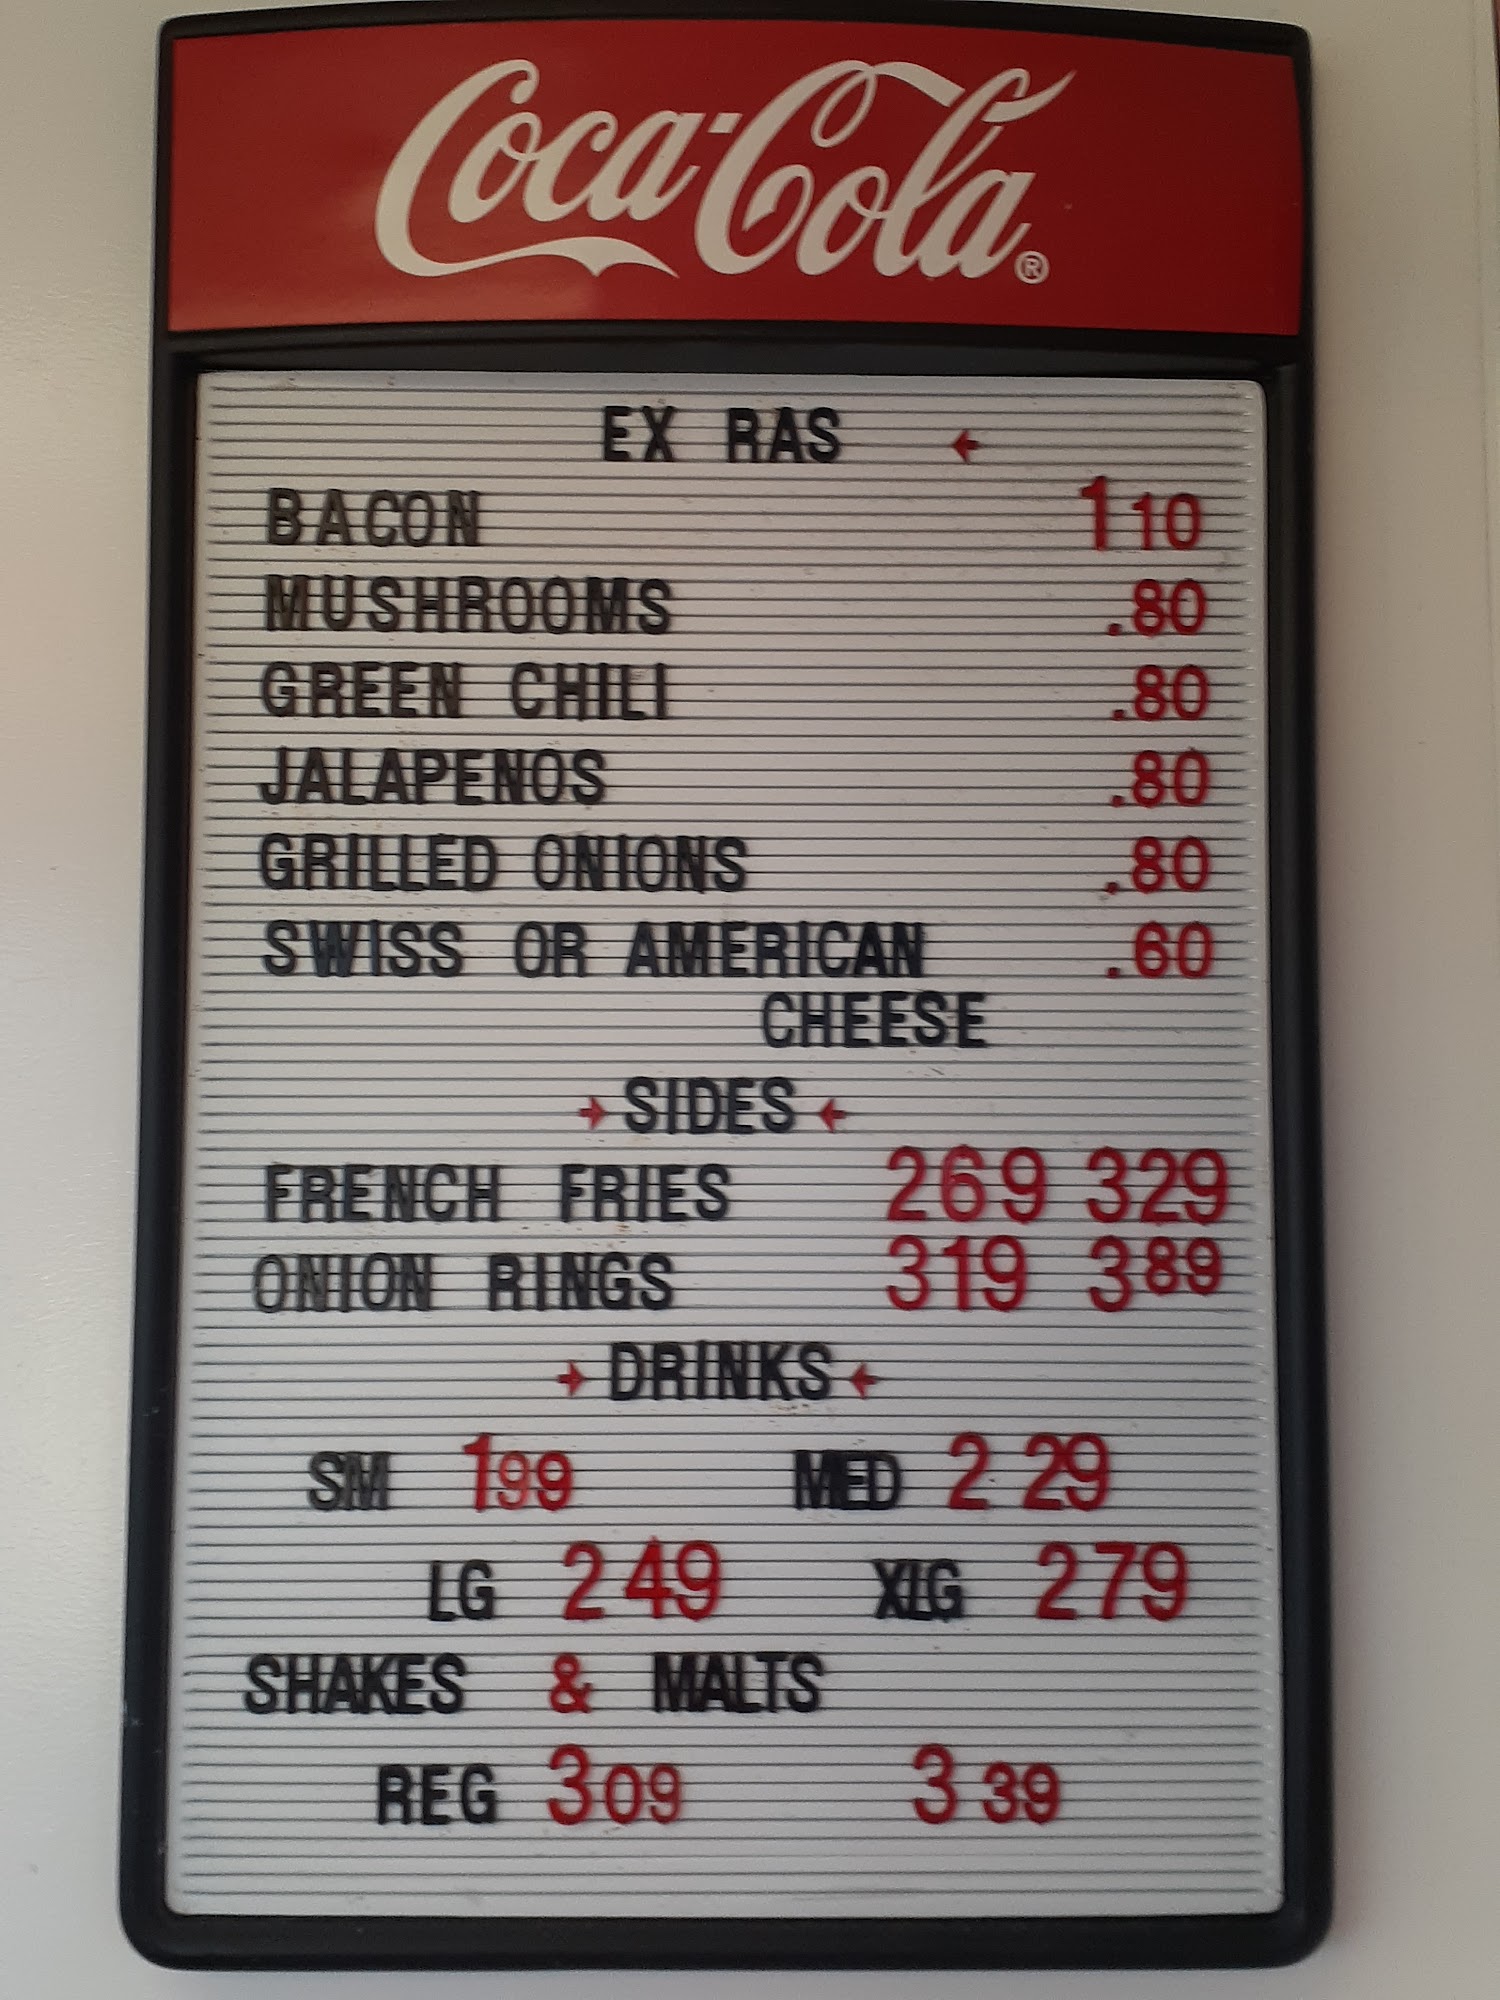 Coca-Cola®
EX RAS ←
BACON 110
MUSHROOMS .80
GREEN CHILI .80
JALAPENOS .80
GRILLED ONIONS .80
SWISS OR AMERICAN .60
CHEESE
→ SIDES ←
FRENCH FRIES 269 329
ONION RINGS 319 389
→ DRINKS ←
SM 199 MED 2 29
LG 249 XLG 279
SHAKES & MALTS
REG 309 3 39